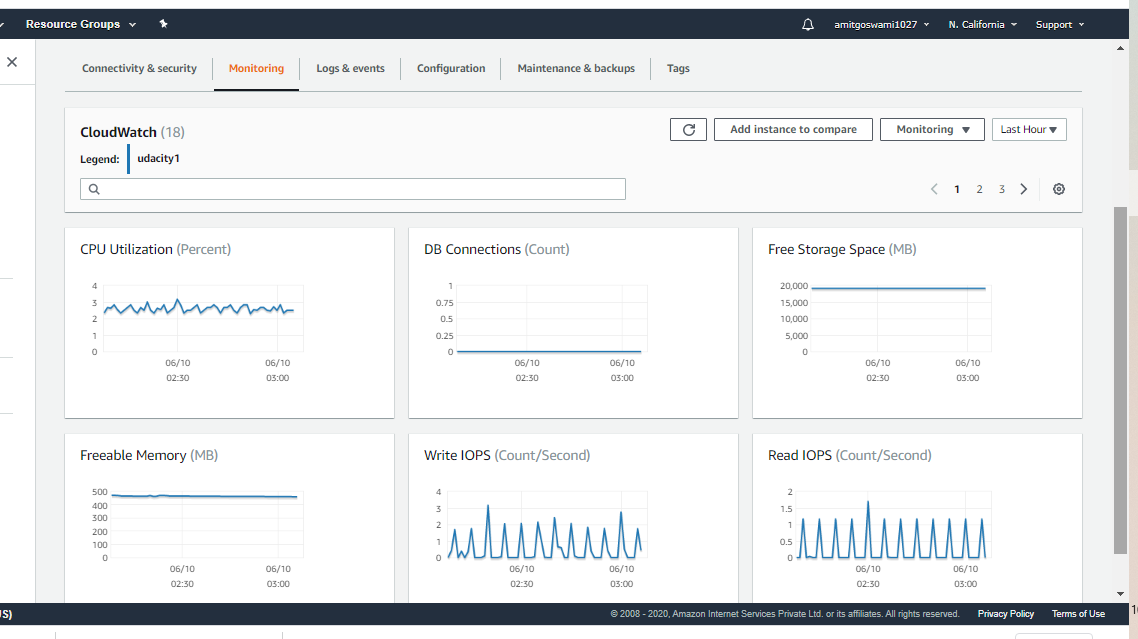 Resource Groups
amitgoswami1027
N. California
Support
Connectivity & security
Monitoring
Logs & events
Configuration
Maintenance & backups
Tags
CloudWatch (18)
Add instance to compare
Monitoring
Last Hour
Legend: udacity1
1 2 3
CPU Utilization (Percent)
4
3
2
1
0
06/10 06/10
02:30 03:00
DB Connections (Count)
1
0.75
0.5
0.25
0
06/10 06/10
02:30 03:00
Free Storage Space (MB)
20,000
15,000
10,000
5,000
0
06/10 06/10
02:30 03:00
Freeable Memory (MB)
500
400
300
200
100
0
06/10 06/10
02:30 03:00
Write IOPS (Count/Second)
4
3
2
1
0
06/10 06/10
02:30 03:00
Read IOPS (Count/Second)
2
1.5
1
0.5
0
06/10 06/10
02:30 03:00
© 2008 - 2020, Amazon Internet Services Private Ltd. or its affiliates. All rights reserved.
Privacy Policy
Terms of Use